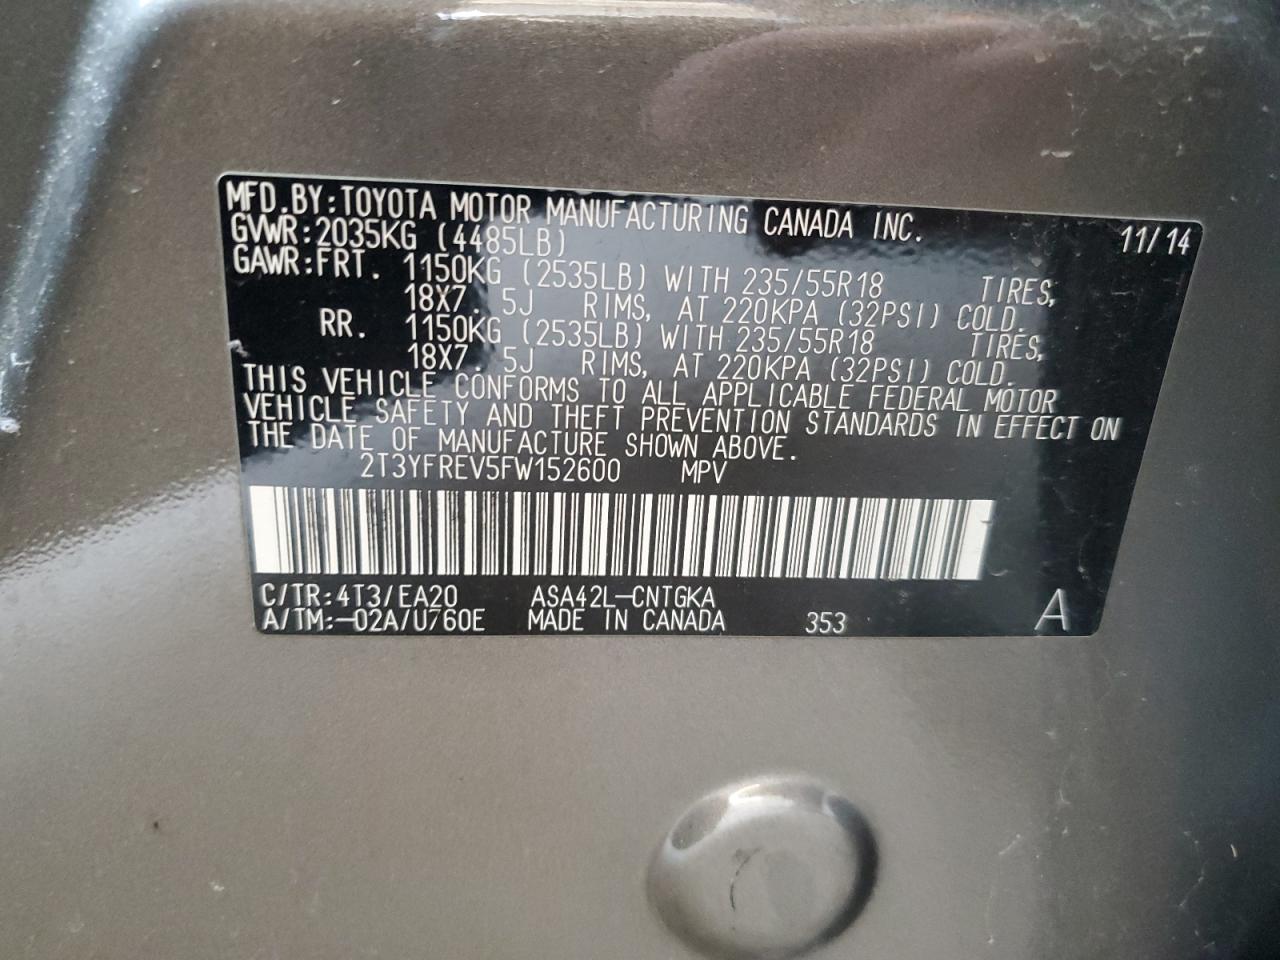 MFD.BY:TOYOTA MOTOR MANUFACTURING CANADA INC.
GVWR:2035KG (4485LB) 11/14
GAWR:FRT. 1150KG (2535LB) WITH 235/55R18 TIRES,
18X7.5J RIMS, AT 220KPA (32PSI) COLD.
RR. 1150KG (2535LB) WITH 235/55R18 TIRES,
18X7.5J RIMS, AT 220KPA (32PSI) COLD.
THIS VEHICLE CONFORMS TO ALL APPLICABLE FEDERAL MOTOR
VEHICLE SAFETY AND THEFT PREVENTION STANDARDS IN EFFECT ON
THE DATE OF MANUFACTURE SHOWN ABOVE.
2T3YFREV5FW152600 MPV
C/TR:4T3/EA20 ASA42L-CNTGKA
A/TM:-02A/U760E MADE IN CANADA 353 A